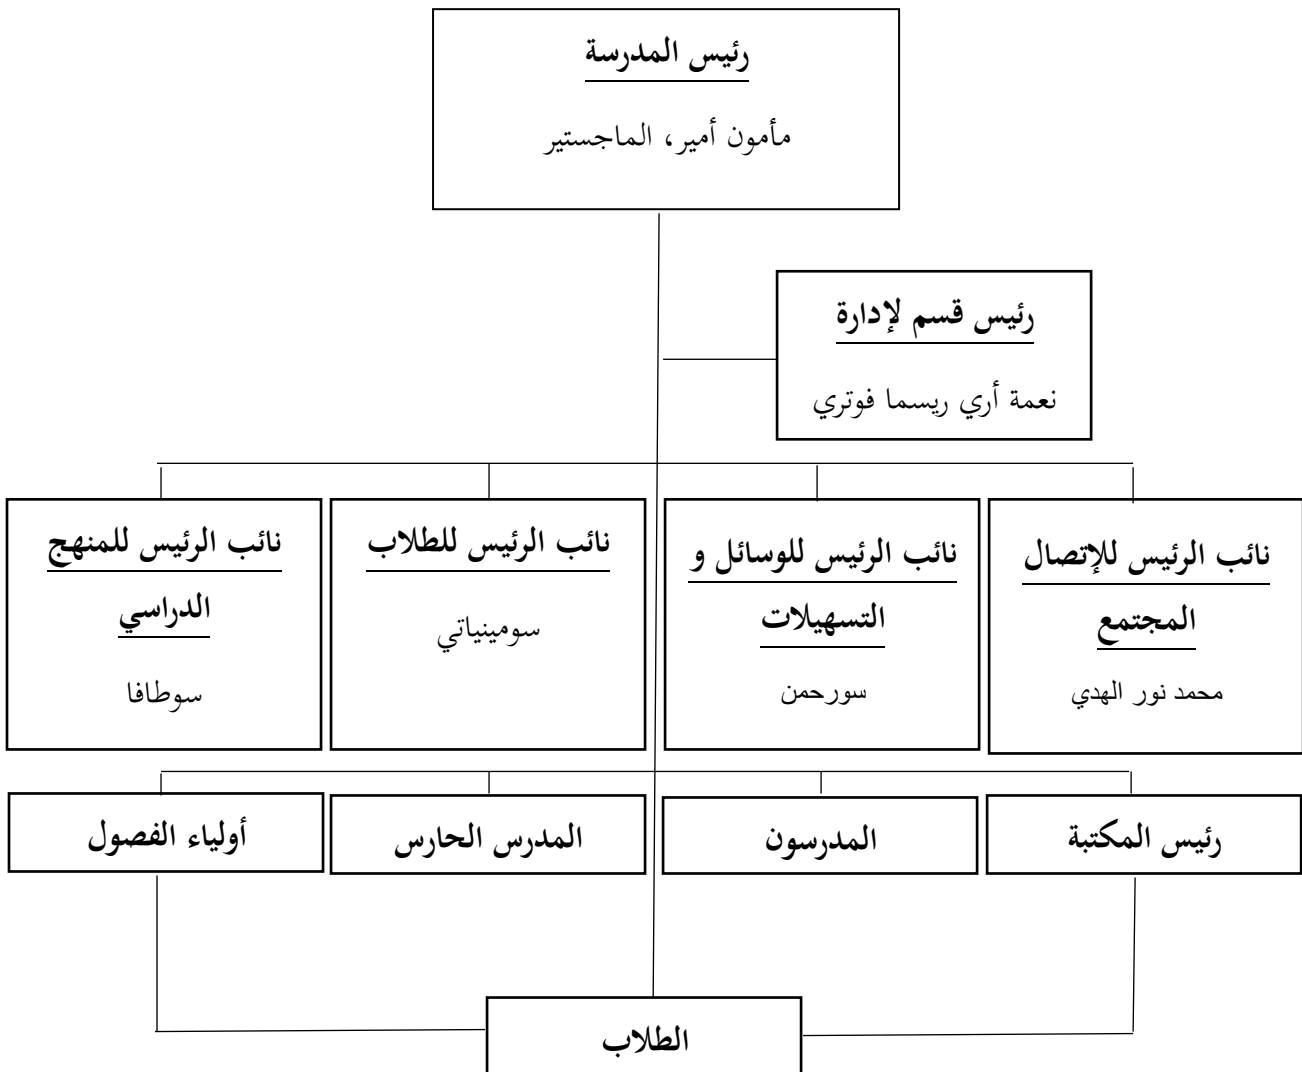 رئيس المدرسة
مأمون أمير، الماجستير
رئيس قسم لإدارة
نعمة أري ريسما فوتري
نائب الرئيس للإتصال
المجتمع
محمد نور الهدي
نائب الرئيس للوسائل و
التسهيلات
سورحمن
نائب الرئيس للطلاب
سومينياتي
نائب الرئيس للمنهج
الدراسي
سوطافا
رئيس المكتبة
المدرسون
المدرس الحارس
أولياء الفصول
الطلاب